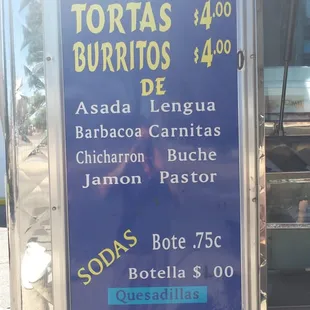 TORTAS $4.00
BURRITOS $4.00
DE
Asada Lengua
Barbacoa Carnitas
Chicharron Buche
Jamon Pastor
SODAS
Bote .75c
Botella $ .00
Quesadillas